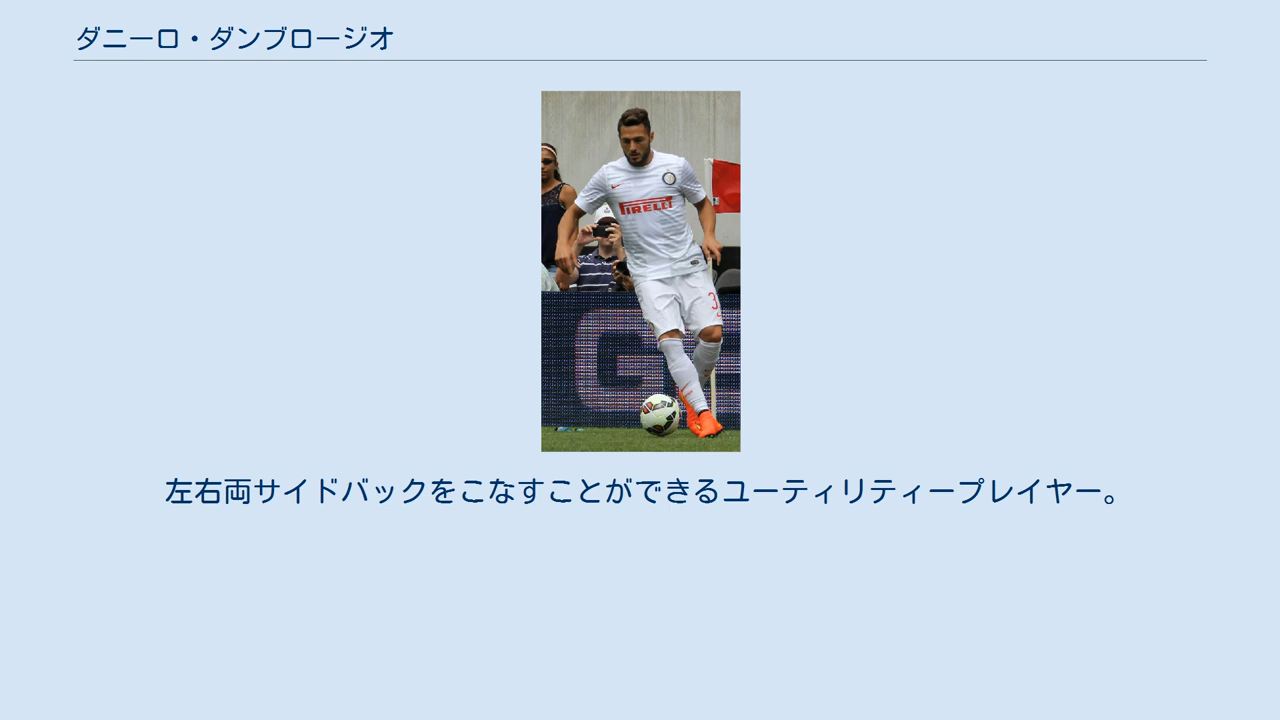 ダニーロ・ダンブロージオ
PIRELLI
3
左右両サイドバックをこなすことができるユーティリティープレイヤー。